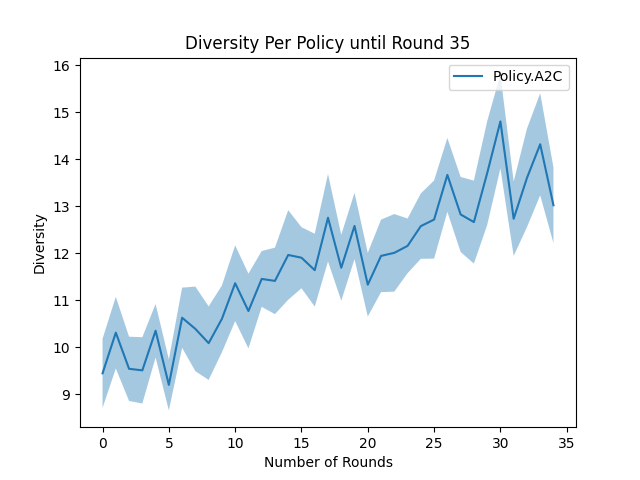 Diversity Per Policy until Round 35
Policy.A2C
16
15
14
13
12
11
10
9
Diversity
0 5 10 15 20 25 30 35
Number of Rounds